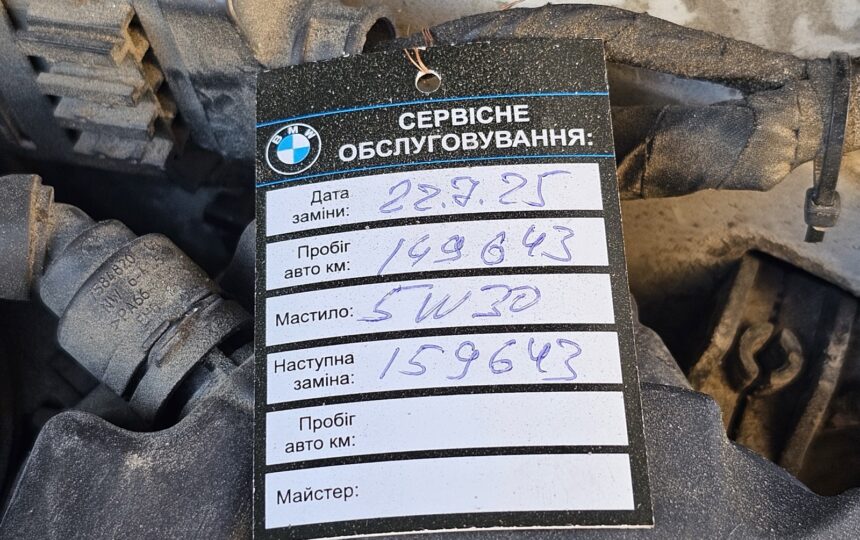 BMW
СЕРВІСНЕ
ОБСЛУГОВУВАННЯ:
Дата
заміни: 22.7.25
Пробіг
авто км: 149643
Мастило: 5W30
Наступна
заміна: 159643
Пробіг
авто км:
Майстер:
PA66